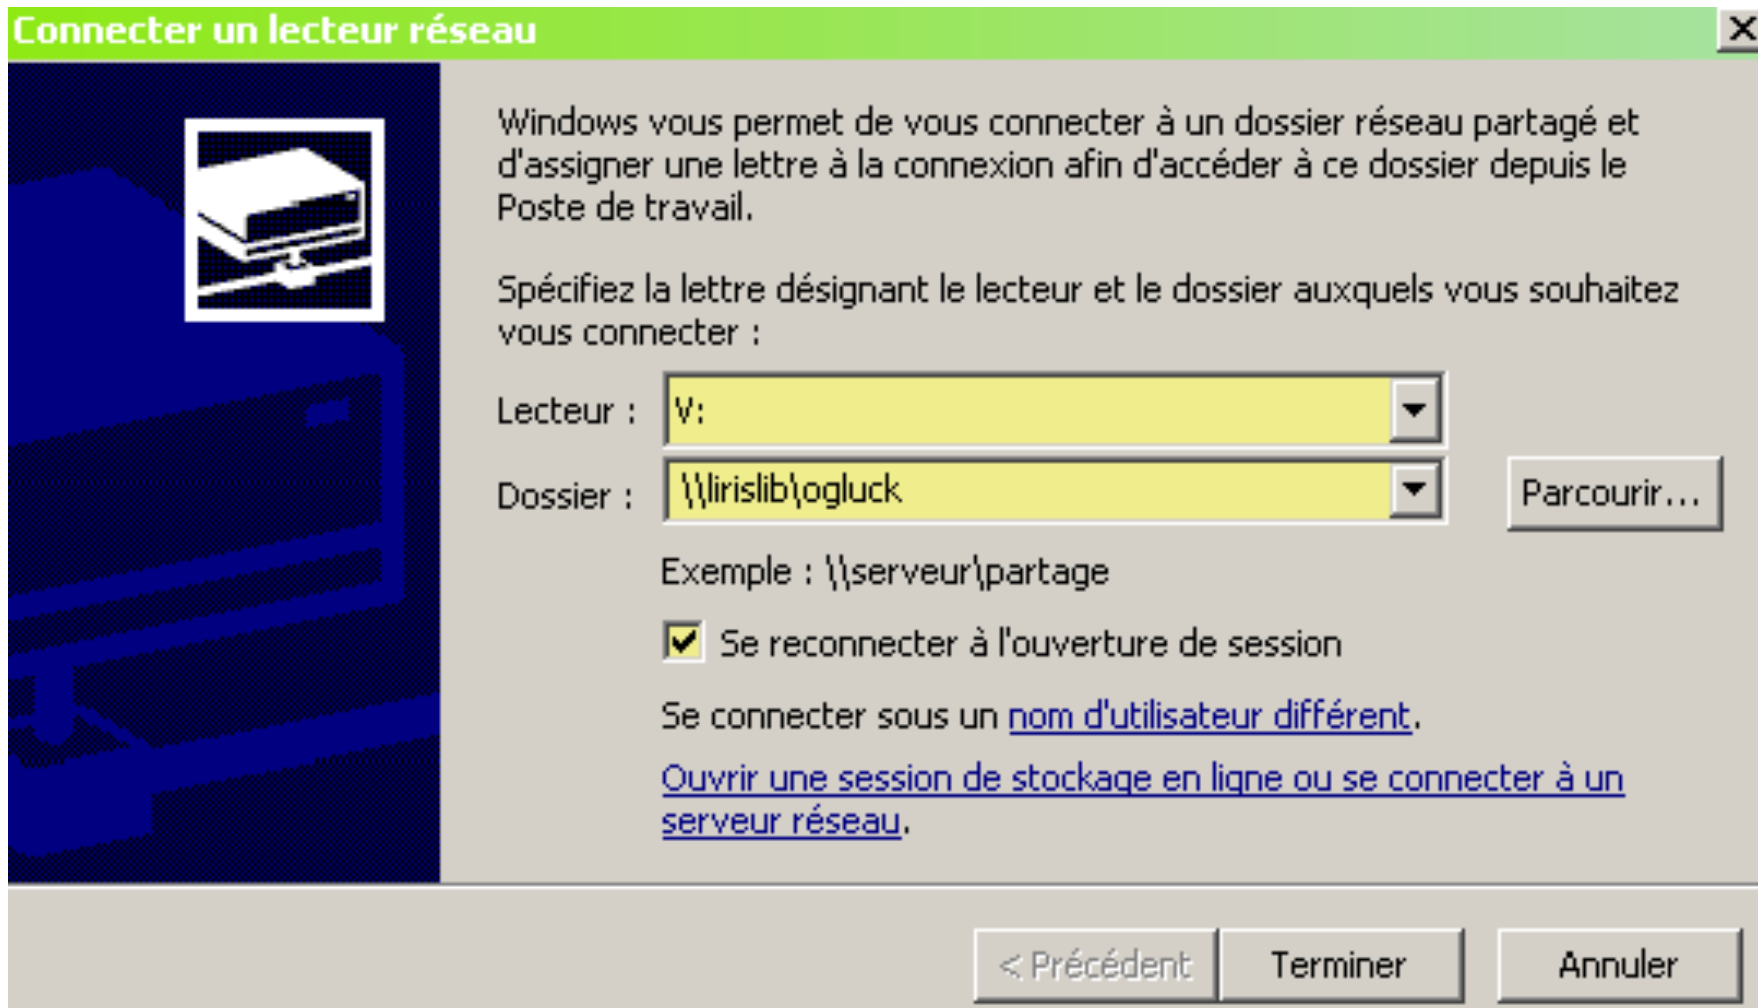 Connecter un lecteur réseau
Windows vous permet de vous connecter à un dossier réseau partagé et
d'assigner une lettre à la connexion afin d'accéder à ce dossier depuis le
Poste de travail.
Spécifiez la lettre désignant le lecteur et le dossier auxquels vous souhaitez
vous connecter :
Lecteur : V:
Dossier : \\lirislib\ogluck Parcourir...
Exemple : \\serveur\partage
Se reconnecter à l'ouverture de session
Se connecter sous un nom d'utilisateur différent.
Ouvrir une session de stockage en ligne ou se connecter à un
serveur réseau.
< Précédent Terminer Annuler